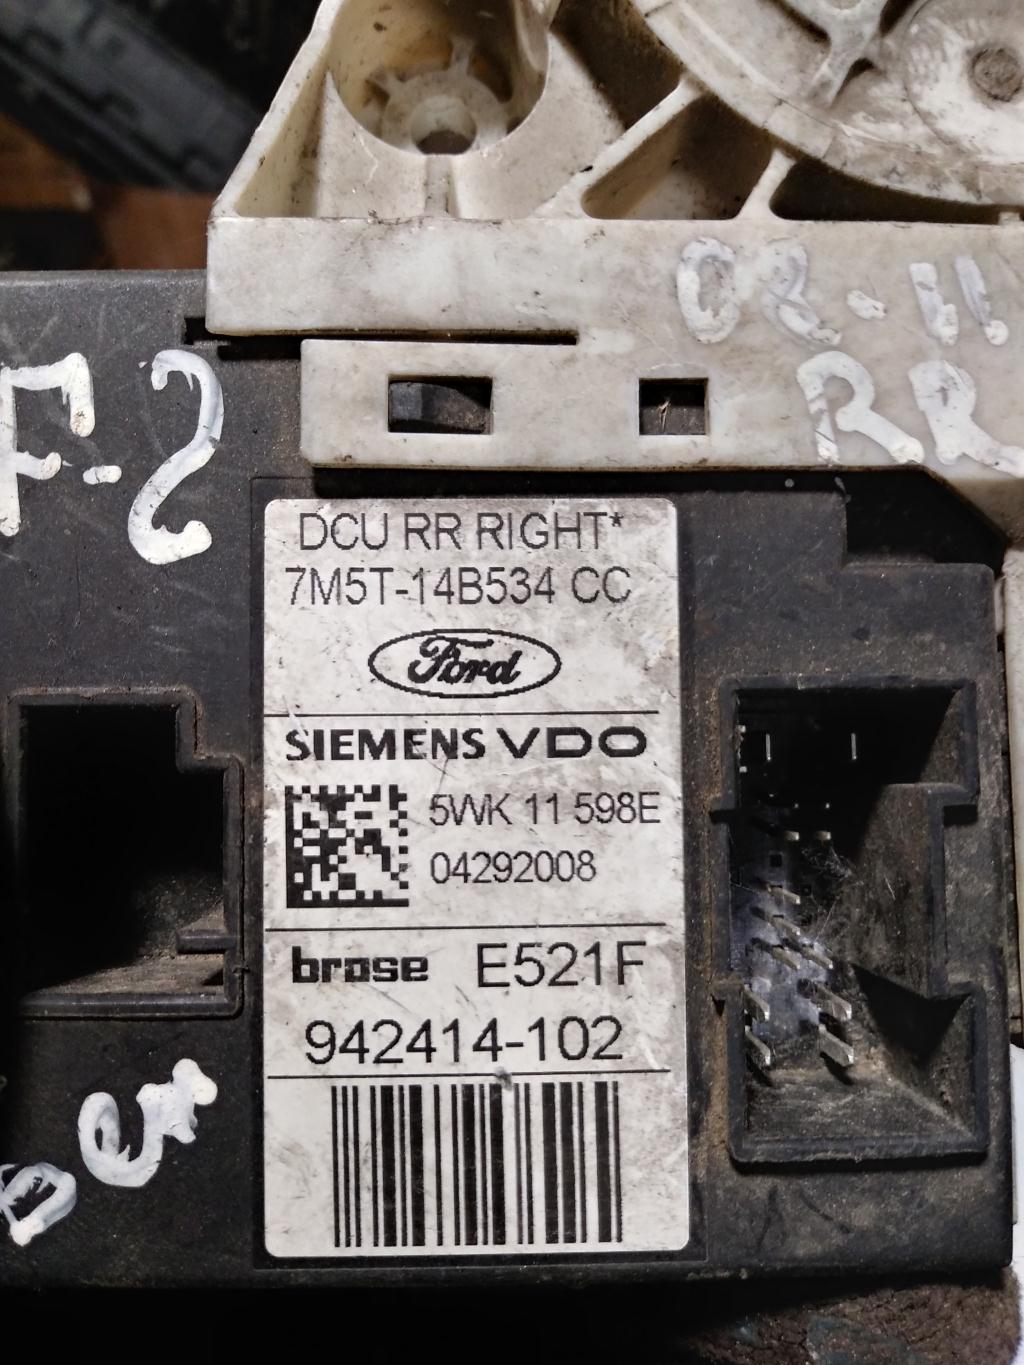 08-11
RR
F-2
DCU RR RIGHT*
7M5T-14B534 CC
Ford
SIEMENS VDO
5WK 11 598E
04292008
brose E521F
942414-102